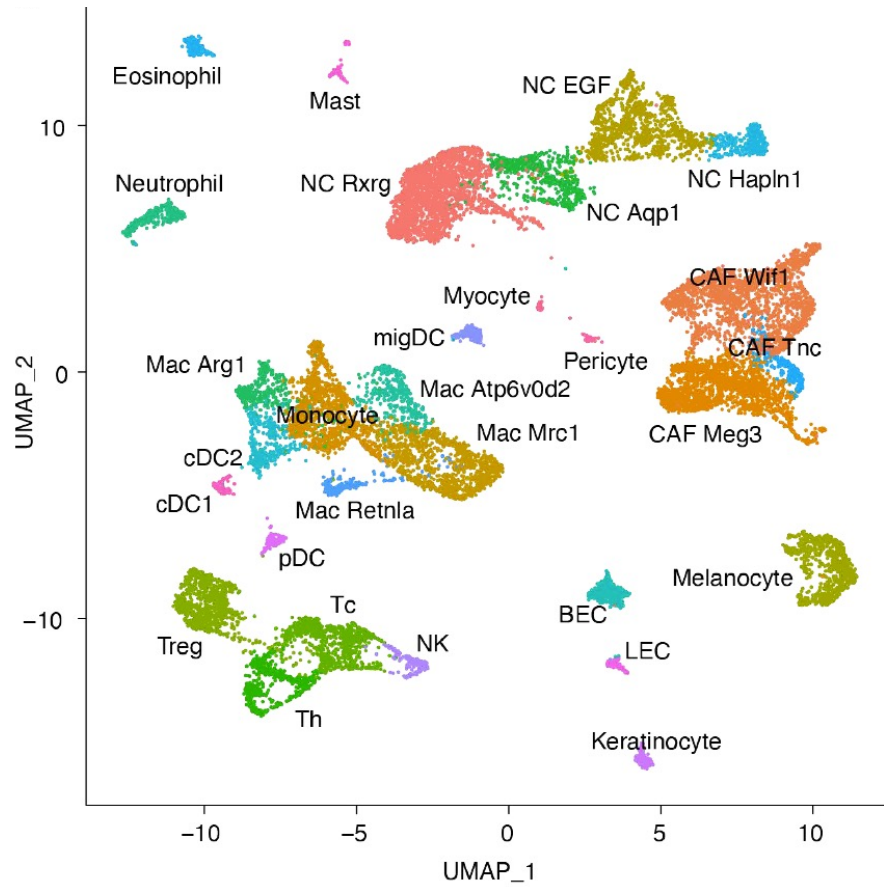 Eosinophil
Mast
NC EGF
10
NC Hapln1
Neutrophil
NC Rxrg
NC Aqp1
CAF Wif1
Myocyte
migDC
Pericyte
CAF Tnc
Mac Arg1
0
Mac Atp6v0d2
UMAP_2
Monocyte
Mac Mrc1
CAF Meg3
cDC2
cDC1
Mac Retnla
pDC
Melanocyte
Tc
BEC
−10
Treg
NK
LEC
Th
Keratinocyte
−10
−5
0
5
10
UMAP_1